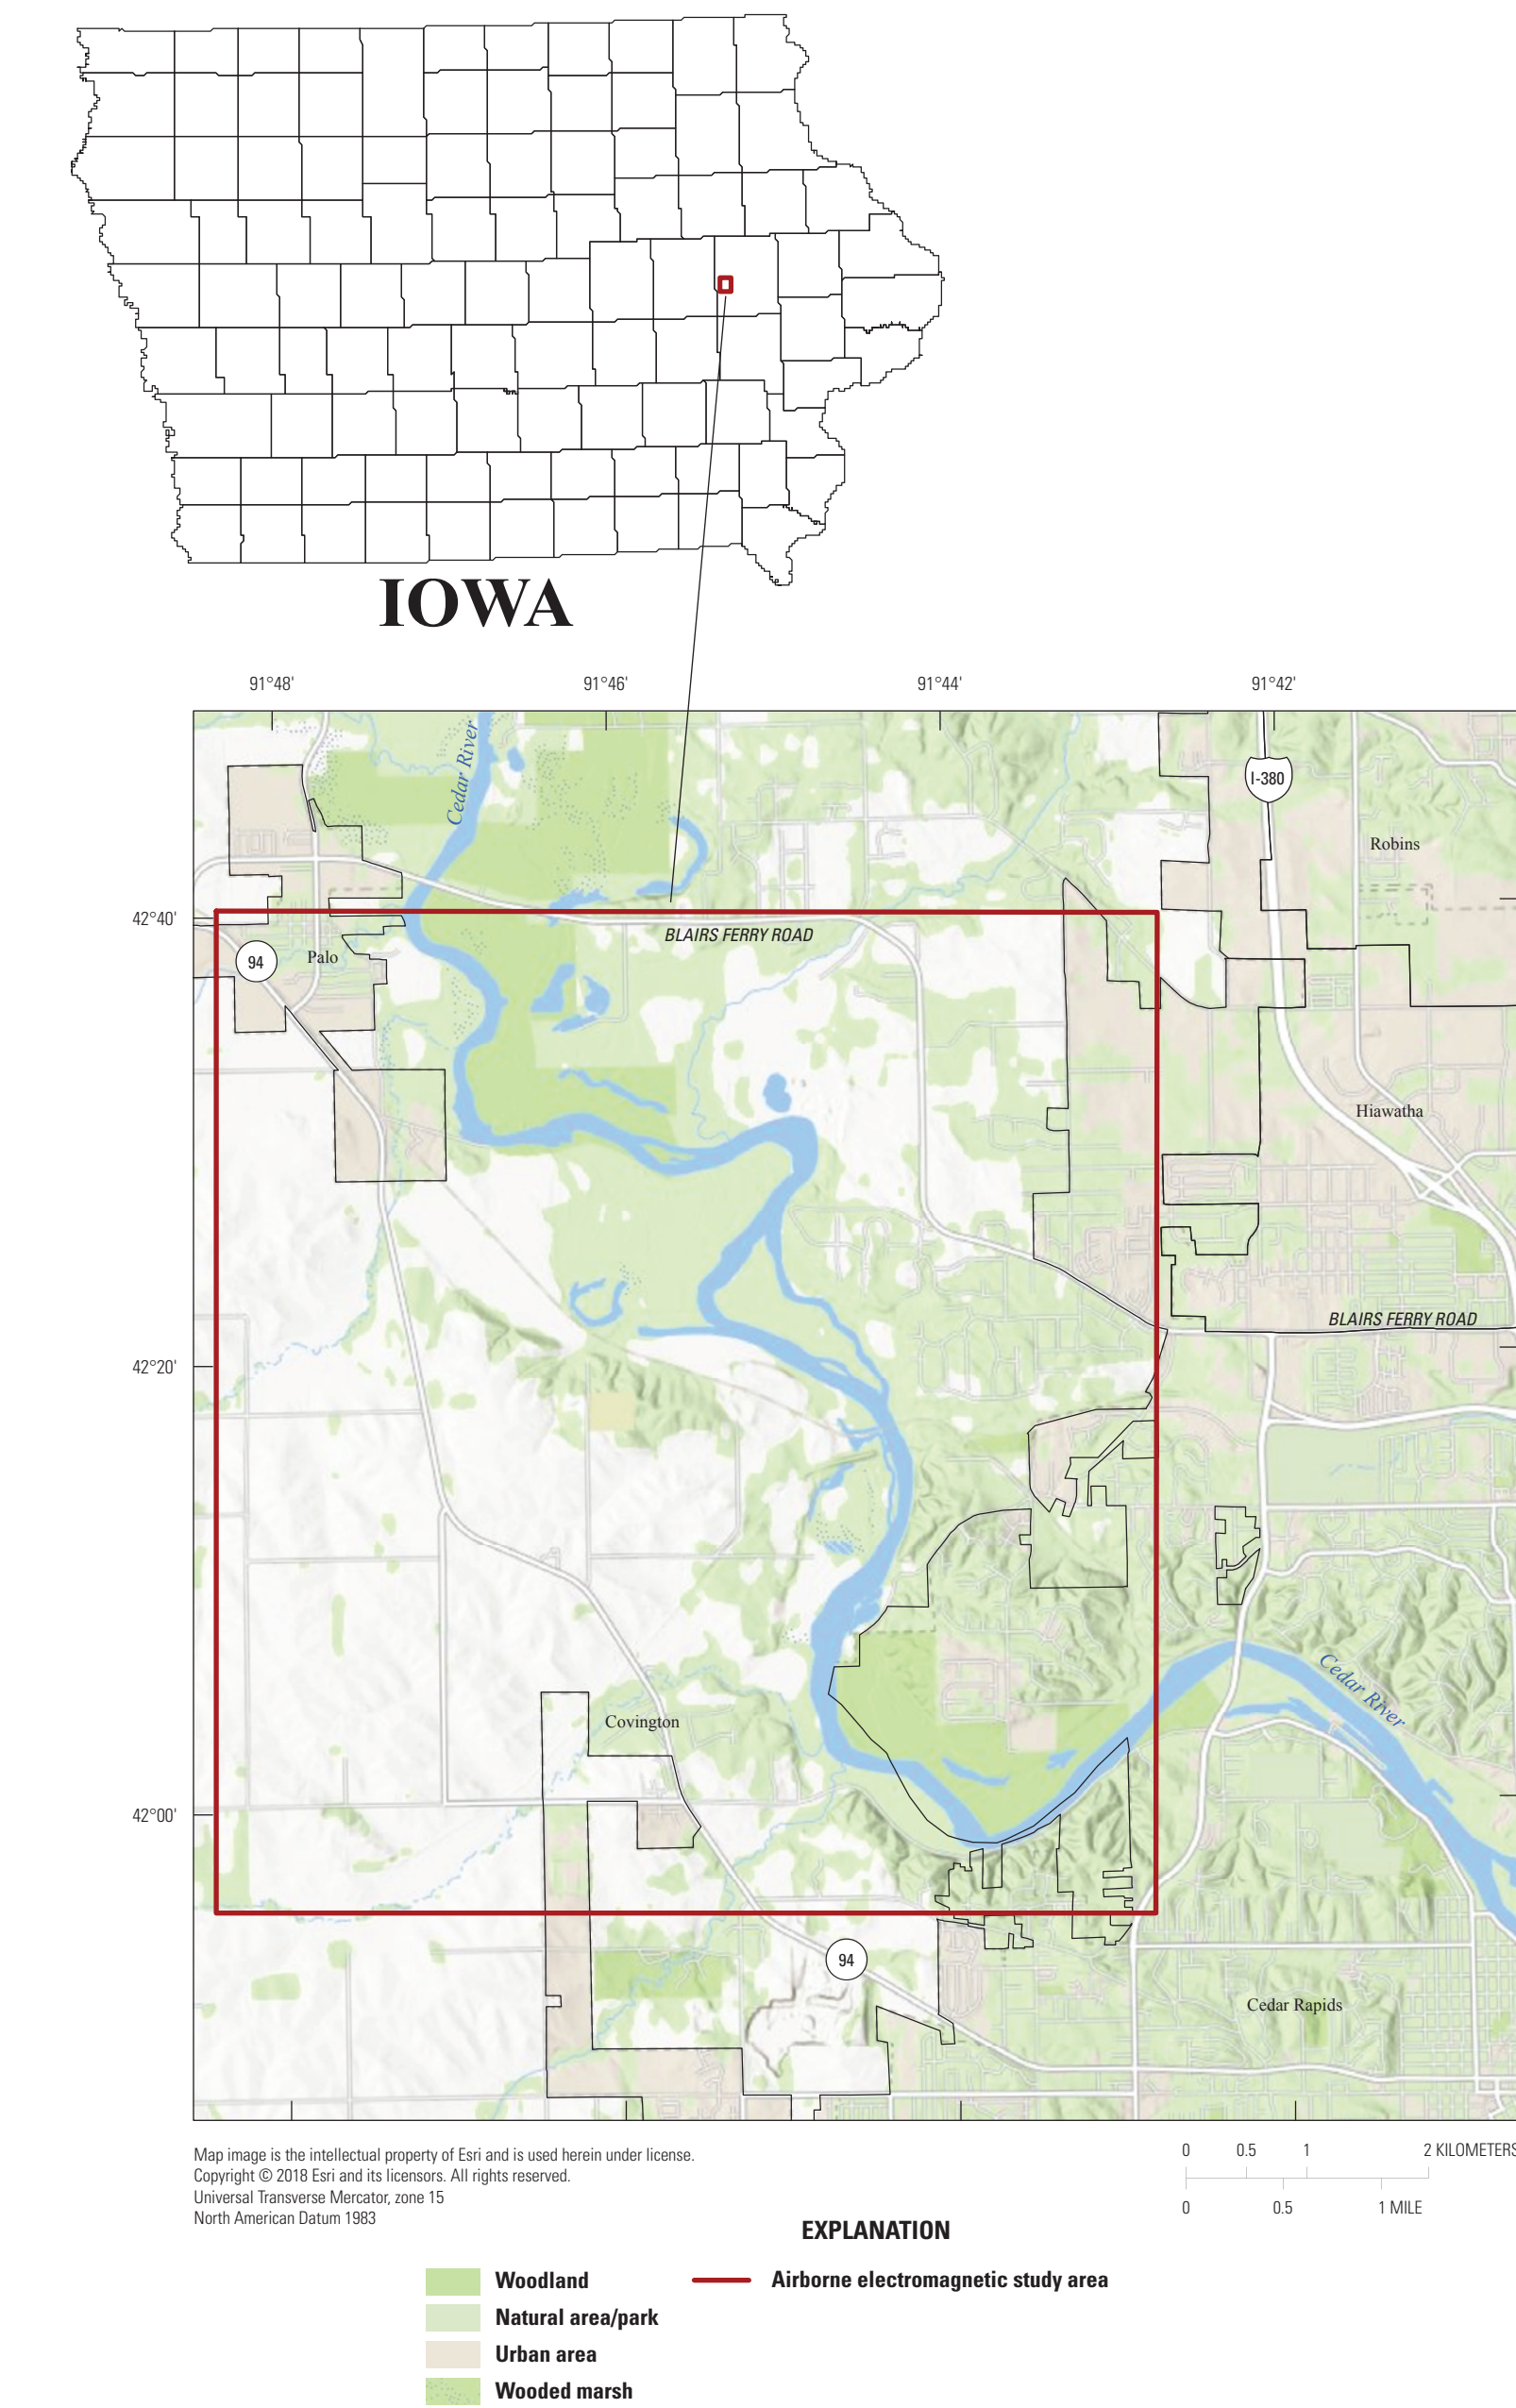 IOWA
91°48'
91°46'
91°44'
91°42'
Cedar River
I-380
Robins
42°40'
BLAIRS FERRY ROAD
94
Palo
Hiawatha
BLAIRS FERRY ROAD
42°20'
Cedar River
Covington
42°00'
94
Cedar Rapids
Map image is the intellectual property of Esri and is used herein under license.
Copyright © 2018 Esri and its licensors. All rights reserved.
Universal Transverse Mercator, zone 15
North American Datum 1983
0 0.5 1 2 KILOMETERS
0 0.5 1 MILE
EXPLANATION
Woodland
Airborne electromagnetic study area
Natural area/park
Urban area
Wooded marsh